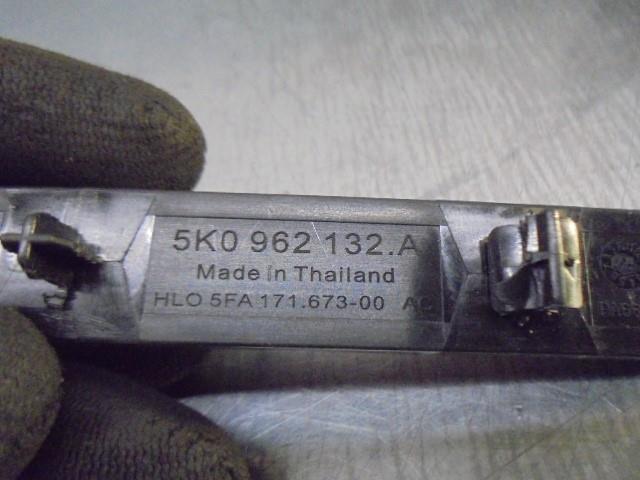 5K0 962 132.A
Made in Thailand
HLO 5FA 171.673-00 AC